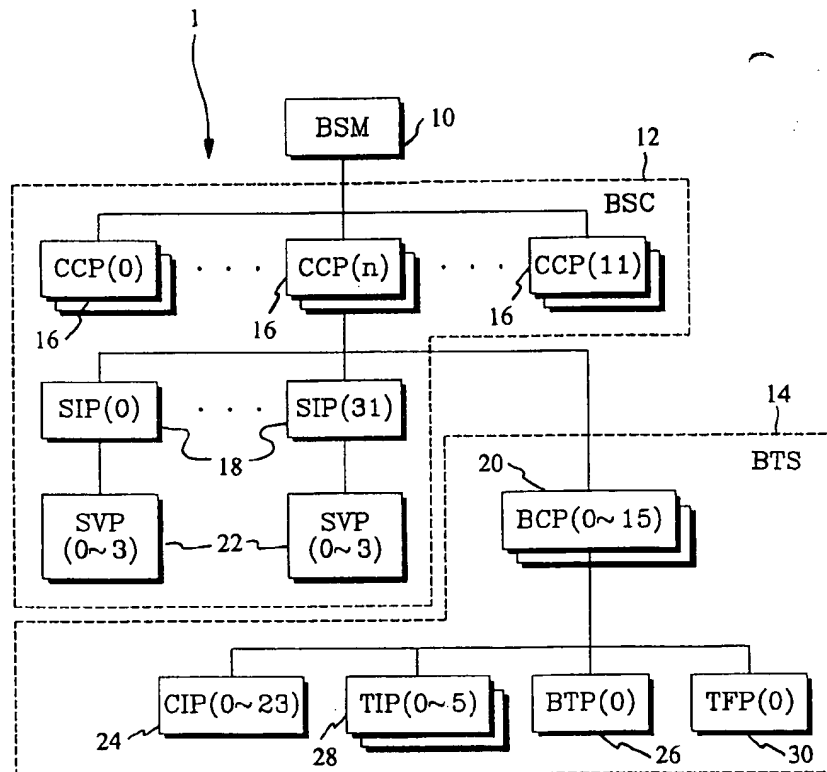 1
BSM
10
12
BSC
CCP(0) · · · CCP(n) · · · CCP(11)
16 16 16
SIP(0) · · · SIP(31)
18
14
BTS
20
SVP (0~3)
22
SVP (0~3)
BCP(0~15)
CIP(0~23) TIP(0~5) BTP(0) TFP(0)
24 28 26 30